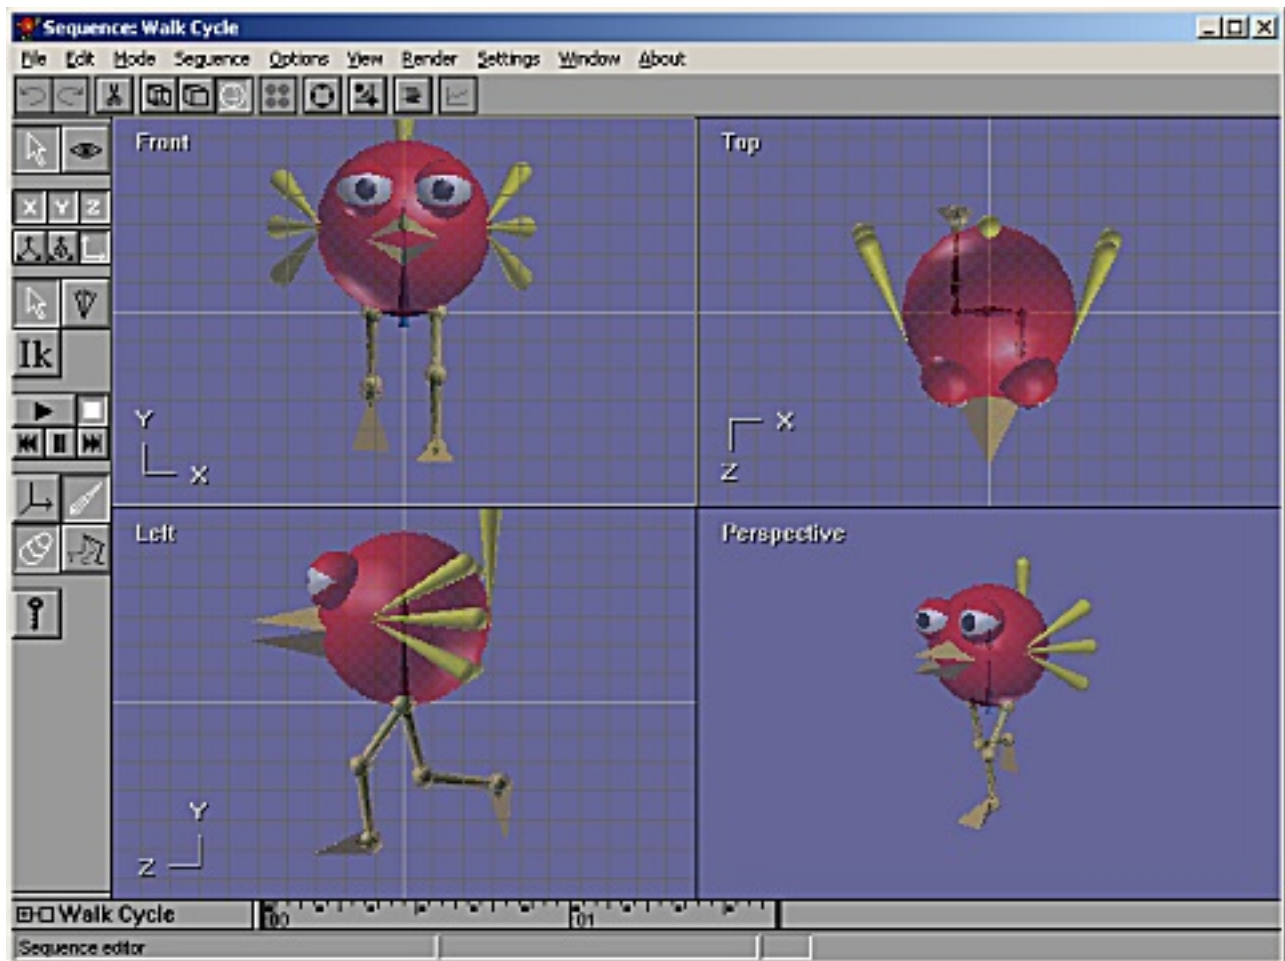 Sequence: Walk Cycle
File Edit Mode Sequence Options View Render Settings Window About
Front
Top
X Y Z
Ik
Y
X
X
Z
Left
Perspective
Y
Z
Walk Cycle
00
01
Sequence editor